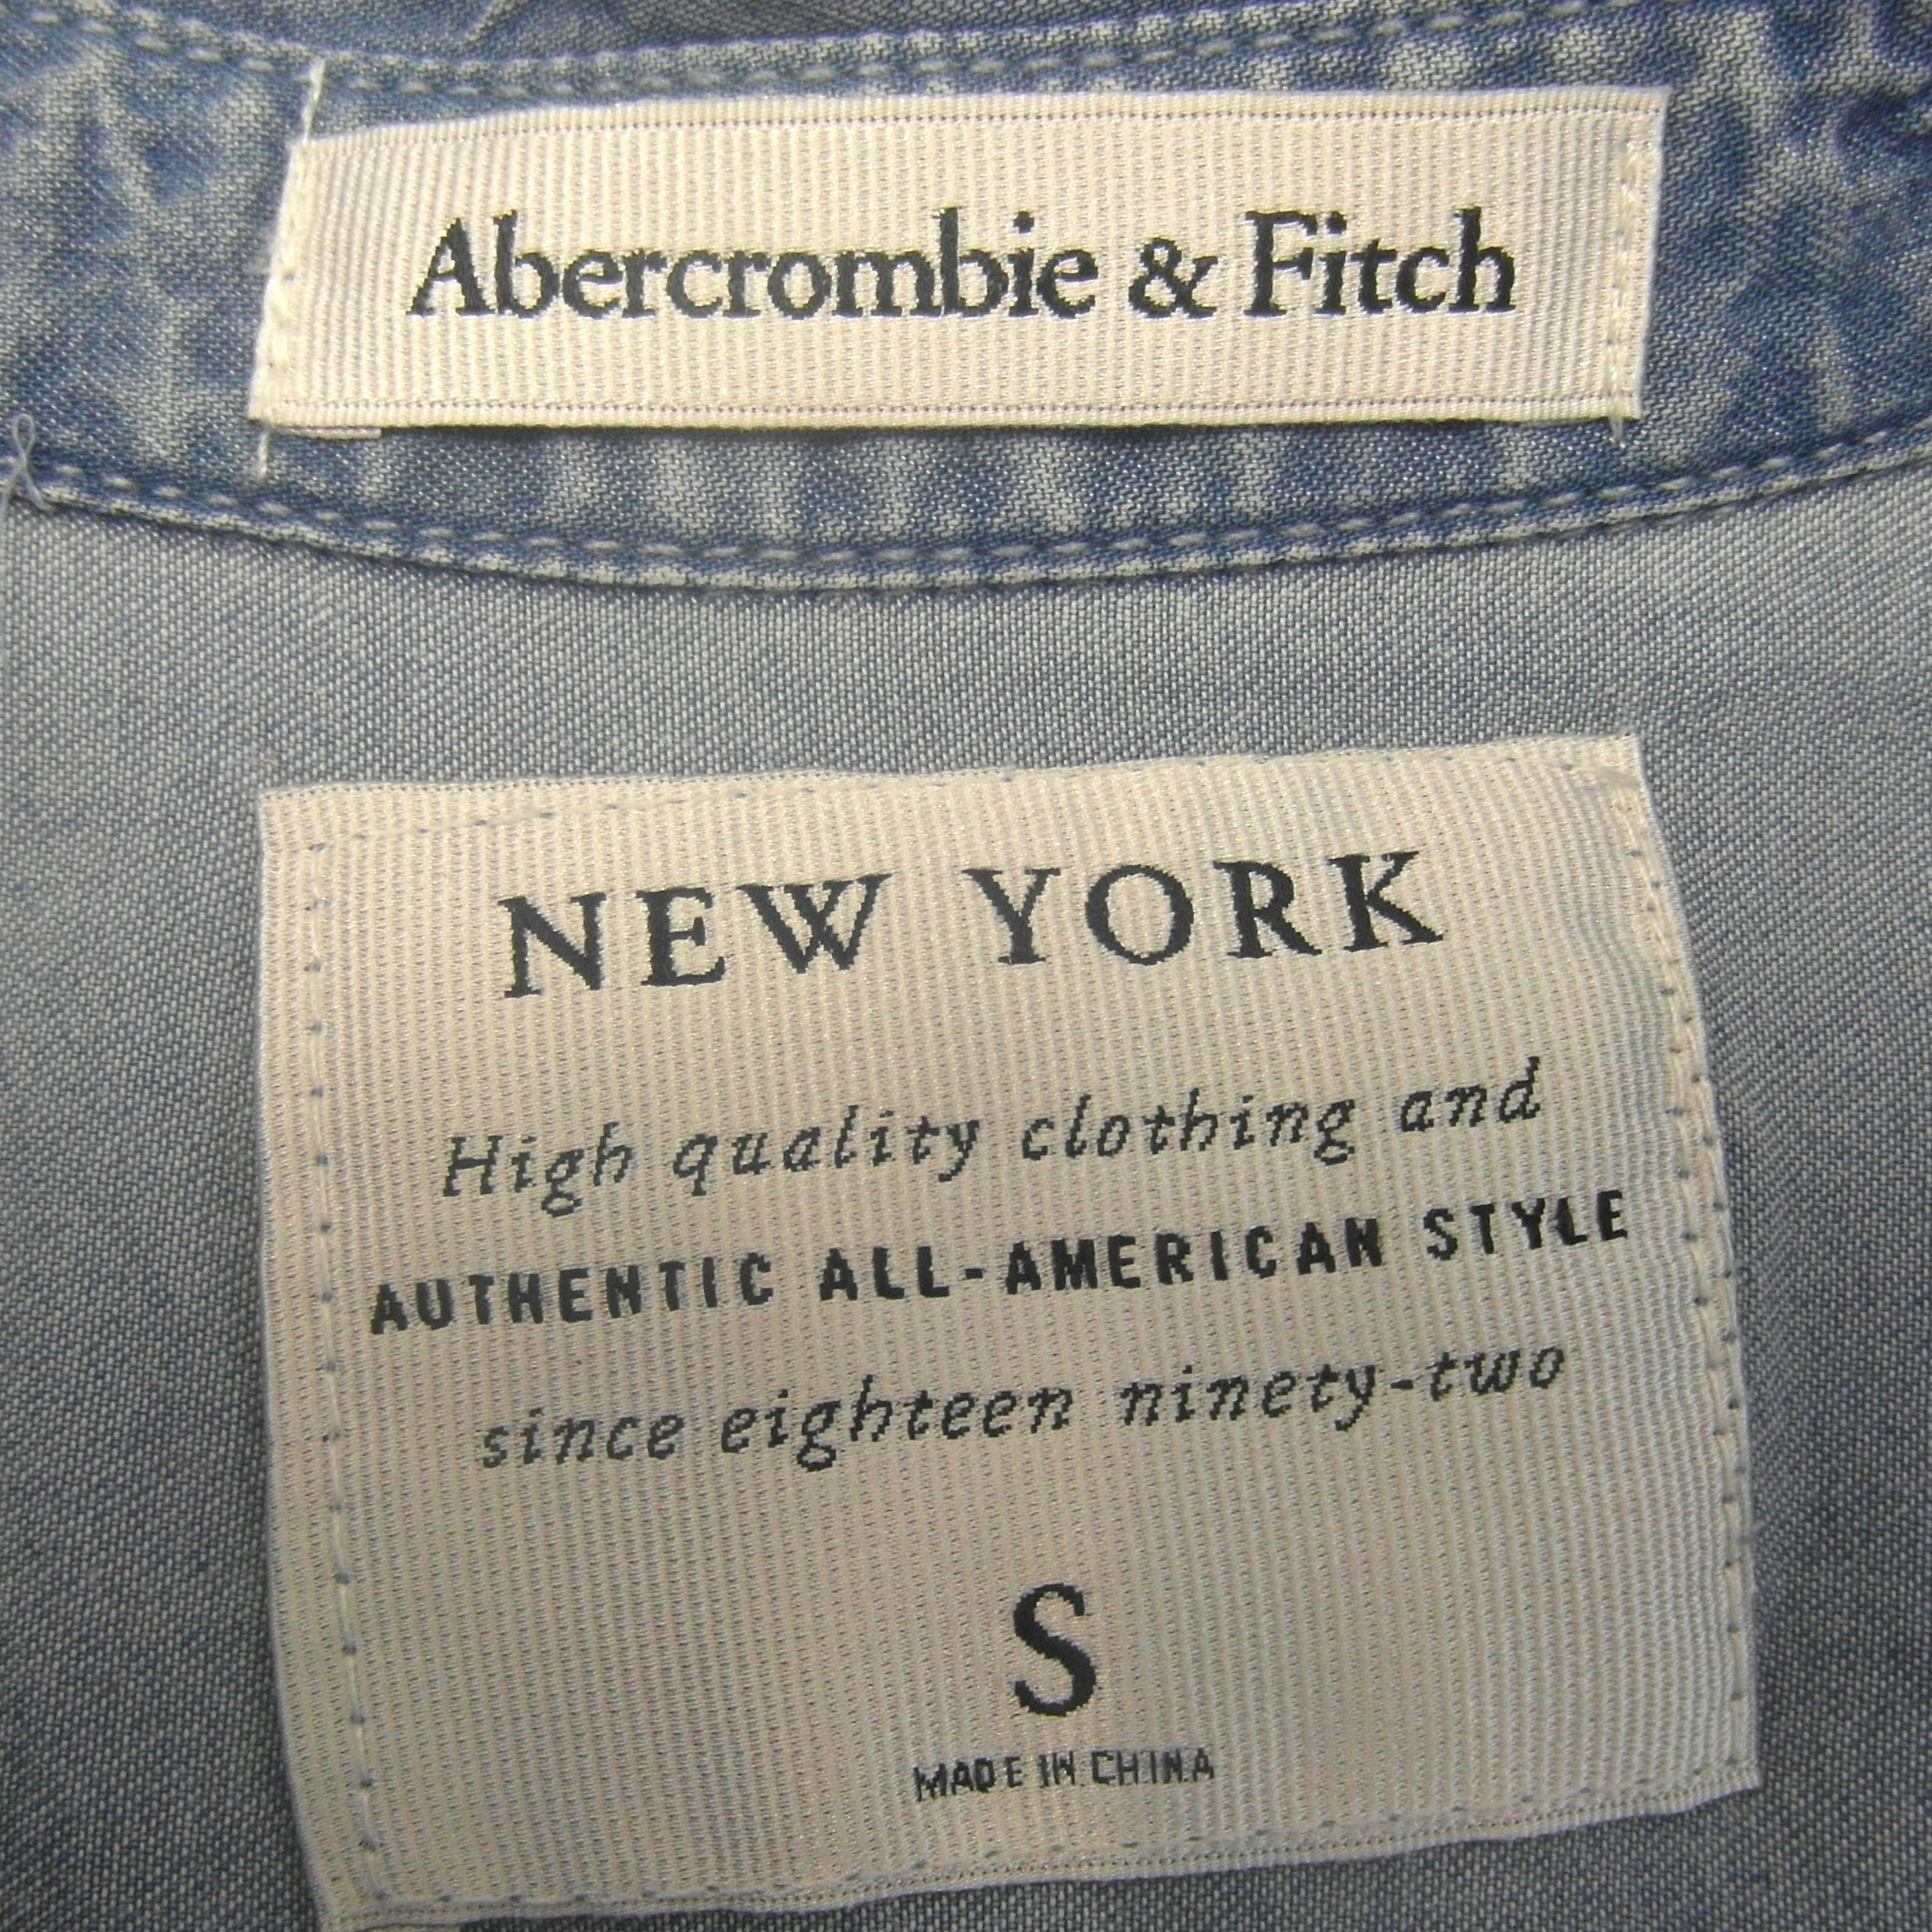 Abercrombie & Fitch
NEW YORK
High quality clothing and
AUTHENTIC ALL-AMERICAN STYLE
since eighteen ninety-two
S
MADE IN CHINA